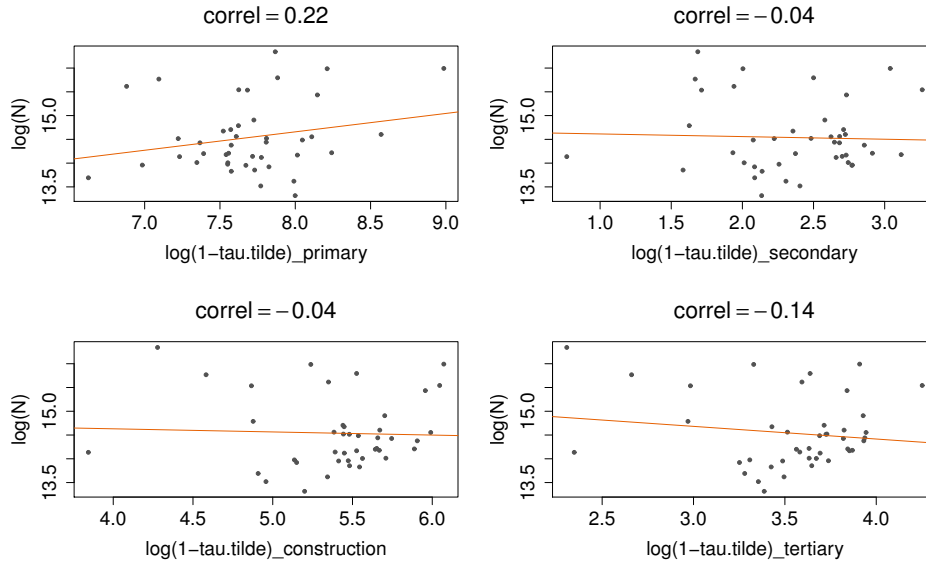 correl = 0.22
log(N)
15.0
13.5
7.0 7.5 8.0 8.5 9.0
log(1−tau.tilde)_primary
correl = − 0.04
log(N)
15.0
13.5
1.0 1.5 2.0 2.5 3.0
log(1−tau.tilde)_secondary
correl = − 0.04
log(N)
15.0
13.5
4.0 4.5 5.0 5.5 6.0
log(1−tau.tilde)_construction
correl = − 0.14
log(N)
15.0
13.5
2.5 3.0 3.5 4.0
log(1−tau.tilde)_tertiary